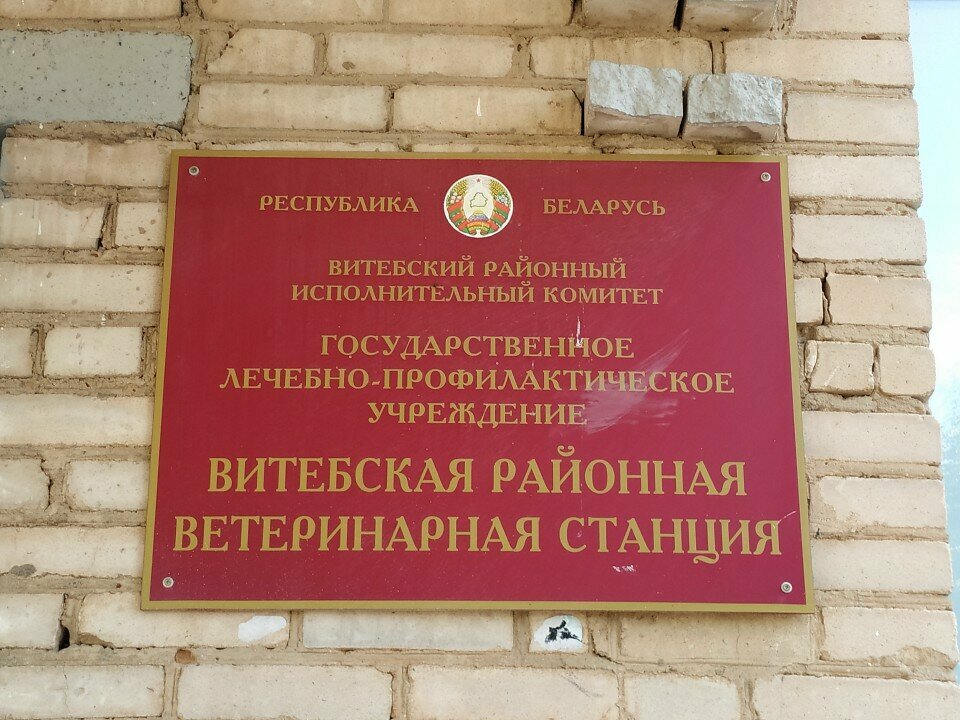 РЕСПУБЛИКА БЕЛАРУСЬ
ВИТЕБСКИЙ РАЙОННЫЙ
ИСПОЛНИТЕЛЬНЫЙ КОМИТЕТ
ГОСУДАРСТВЕННОЕ
ЛЕЧЕБНО-ПРОФИЛАКТИЧЕСКОЕ
УЧРЕЖДЕНИЕ
ВИТЕБСКАЯ РАЙОННАЯ
ВЕТЕРИНАРНАЯ СТАНЦИЯ